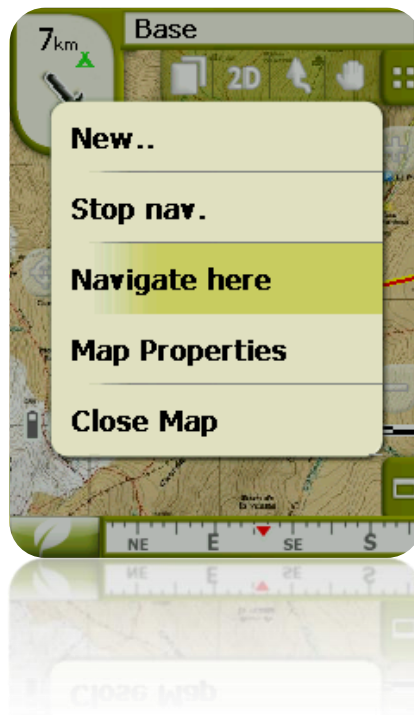 7km
Base
2D
New..
Stop nav.
Navigate here
Map Properties
Close Map
NE E SE S